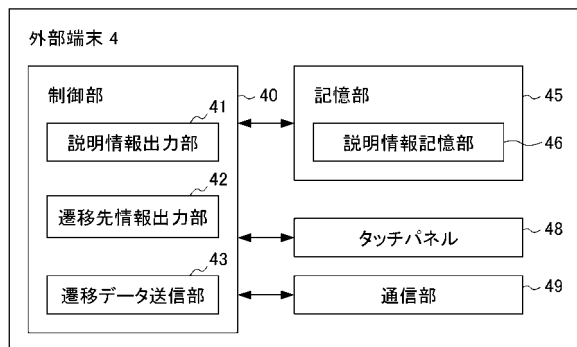 外部端末 4
制御部
40
41
説明情報出力部
42
遷移先情報出力部
43
遷移データ送信部
記憶部
45
説明情報記憶部
46
タッチパネル
48
通信部
49